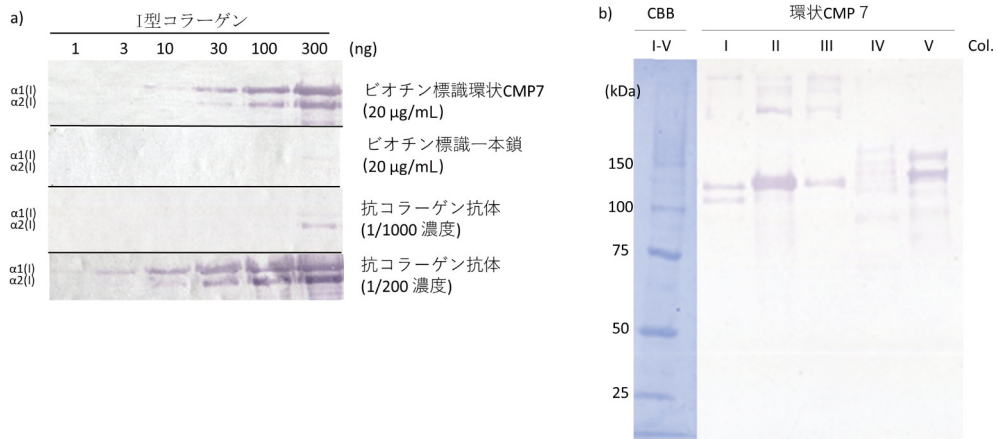 a)
I型コラーゲン
1 3 10 30 100 300 (ng)
α1(I)
α2(I)
ビオチン標識環状CMP7
(20 µg/mL)
α1(I)
α2(I)
ビオチン標識一本鎖
(20 µg/mL)
α1(I)
α2(I)
抗コラーゲン抗体
(1/1000 濃度)
α1(I)
α2(I)
抗コラーゲン抗体
(1/200 濃度)
b)
CBB 環状CMP 7
I-V I II III IV V Col.
(kDa)
150
100
75
50
25